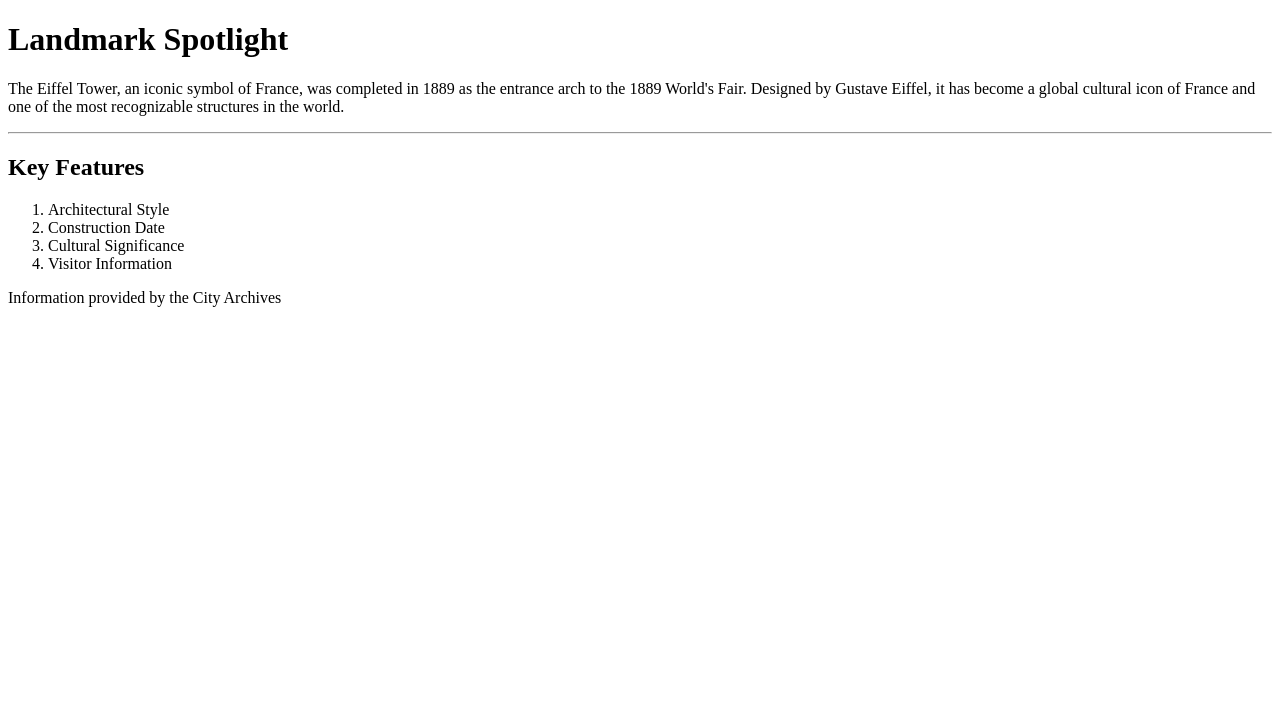 Landmark Spotlight
The Eiffel Tower, an iconic symbol of France, was completed in 1889 as the entrance arch to the 1889 World's Fair. Designed by Gustave Eiffel, it has become a global cultural icon of France and
one of the most recognizable structures in the world.
Key Features
1. Architectural Style
2. Construction Date
3. Cultural Significance
4. Visitor Information
Information provided by the City Archives